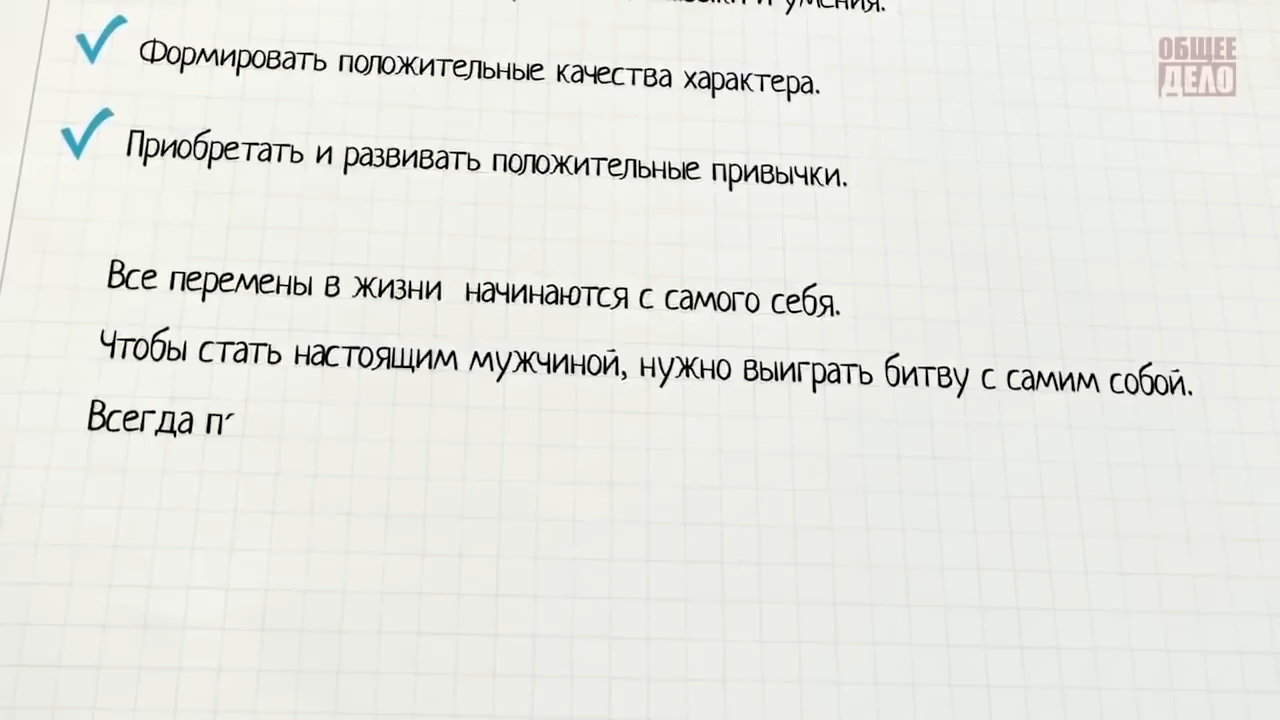 и умения.
Формировать положительные качества характера.
Приобретать и развивать положительные привычки.
Все перемены в жизни начинаются с самого себя.
Чтобы стать настоящим мужчиной, нужно выиграть битву с самим собой.
Всегда п
ОБЩЕЕ
ДЕЛО